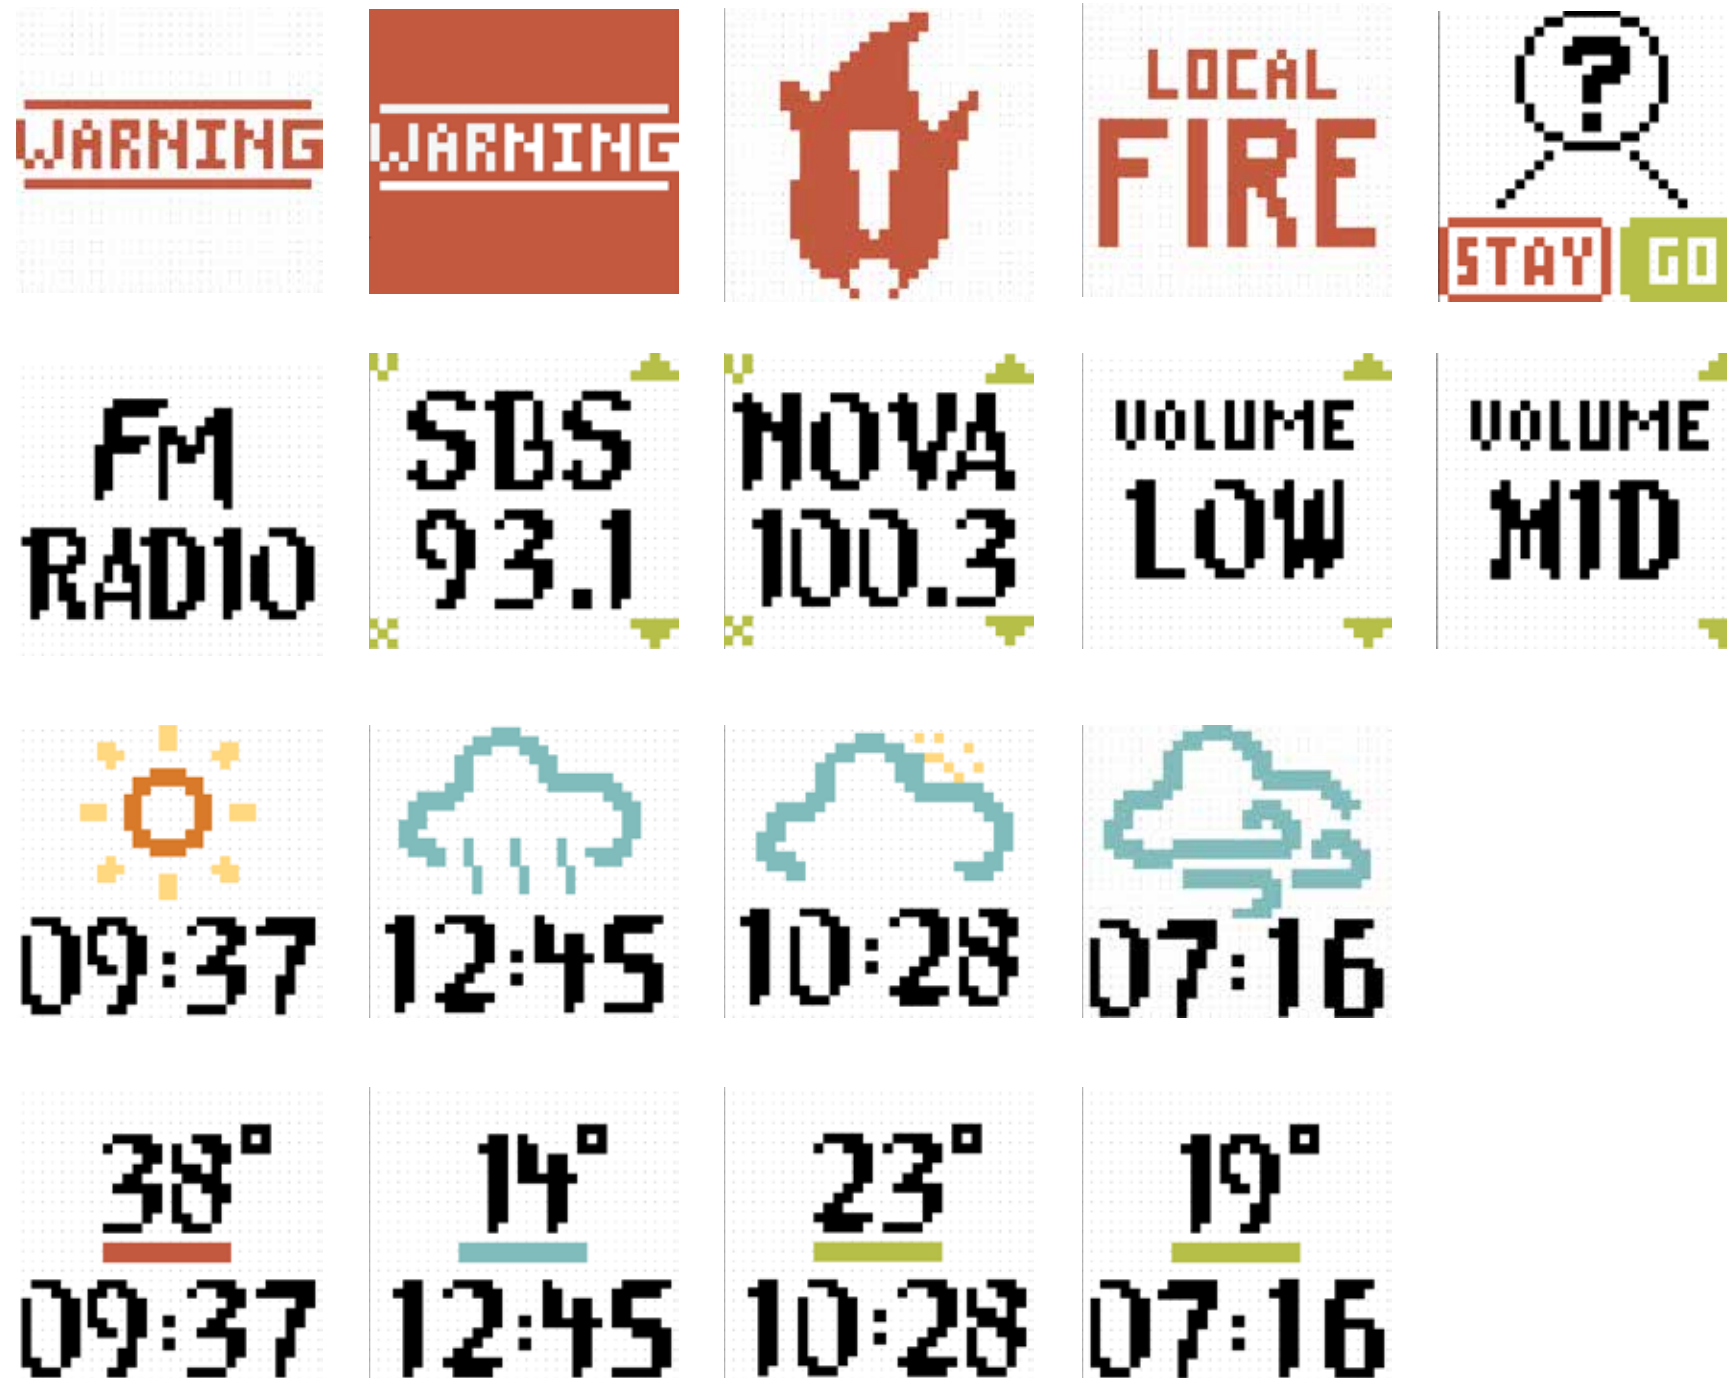 WARNING
WARNING
LOCAL
FIRE
?
STAY
GO
FM
RADIO
V
SBS
93.1
X
V
NOVA
100.3
X
VOLUME
LOW
VOLUME
MID
09:37
12:45
10:28
07:16
38°
09:37
14°
12:45
23°
10:28
19°
07:16